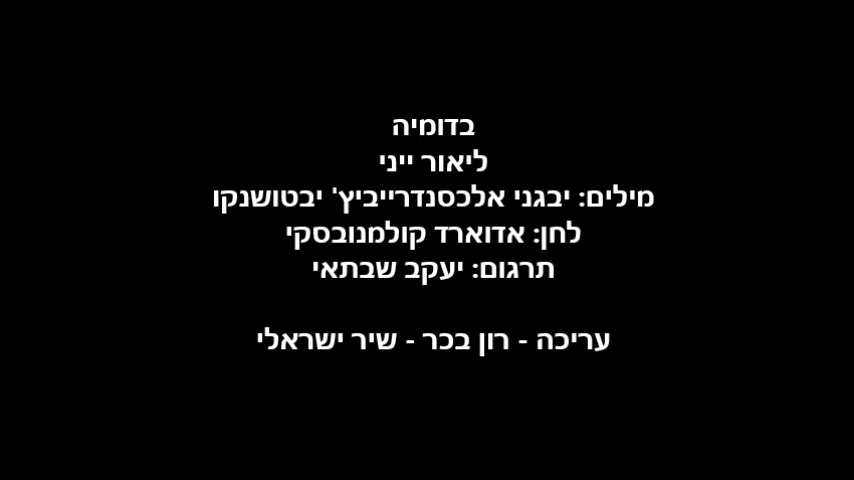 בדומיה
ליאור ייני
מילים: יבגני אלכסנדרייביץ' יבטושנקו
לחן: אדוארד קולמנובסקי
תרגום: יעקב שבתאי
עריכה - רון בכר - שיר ישראלי